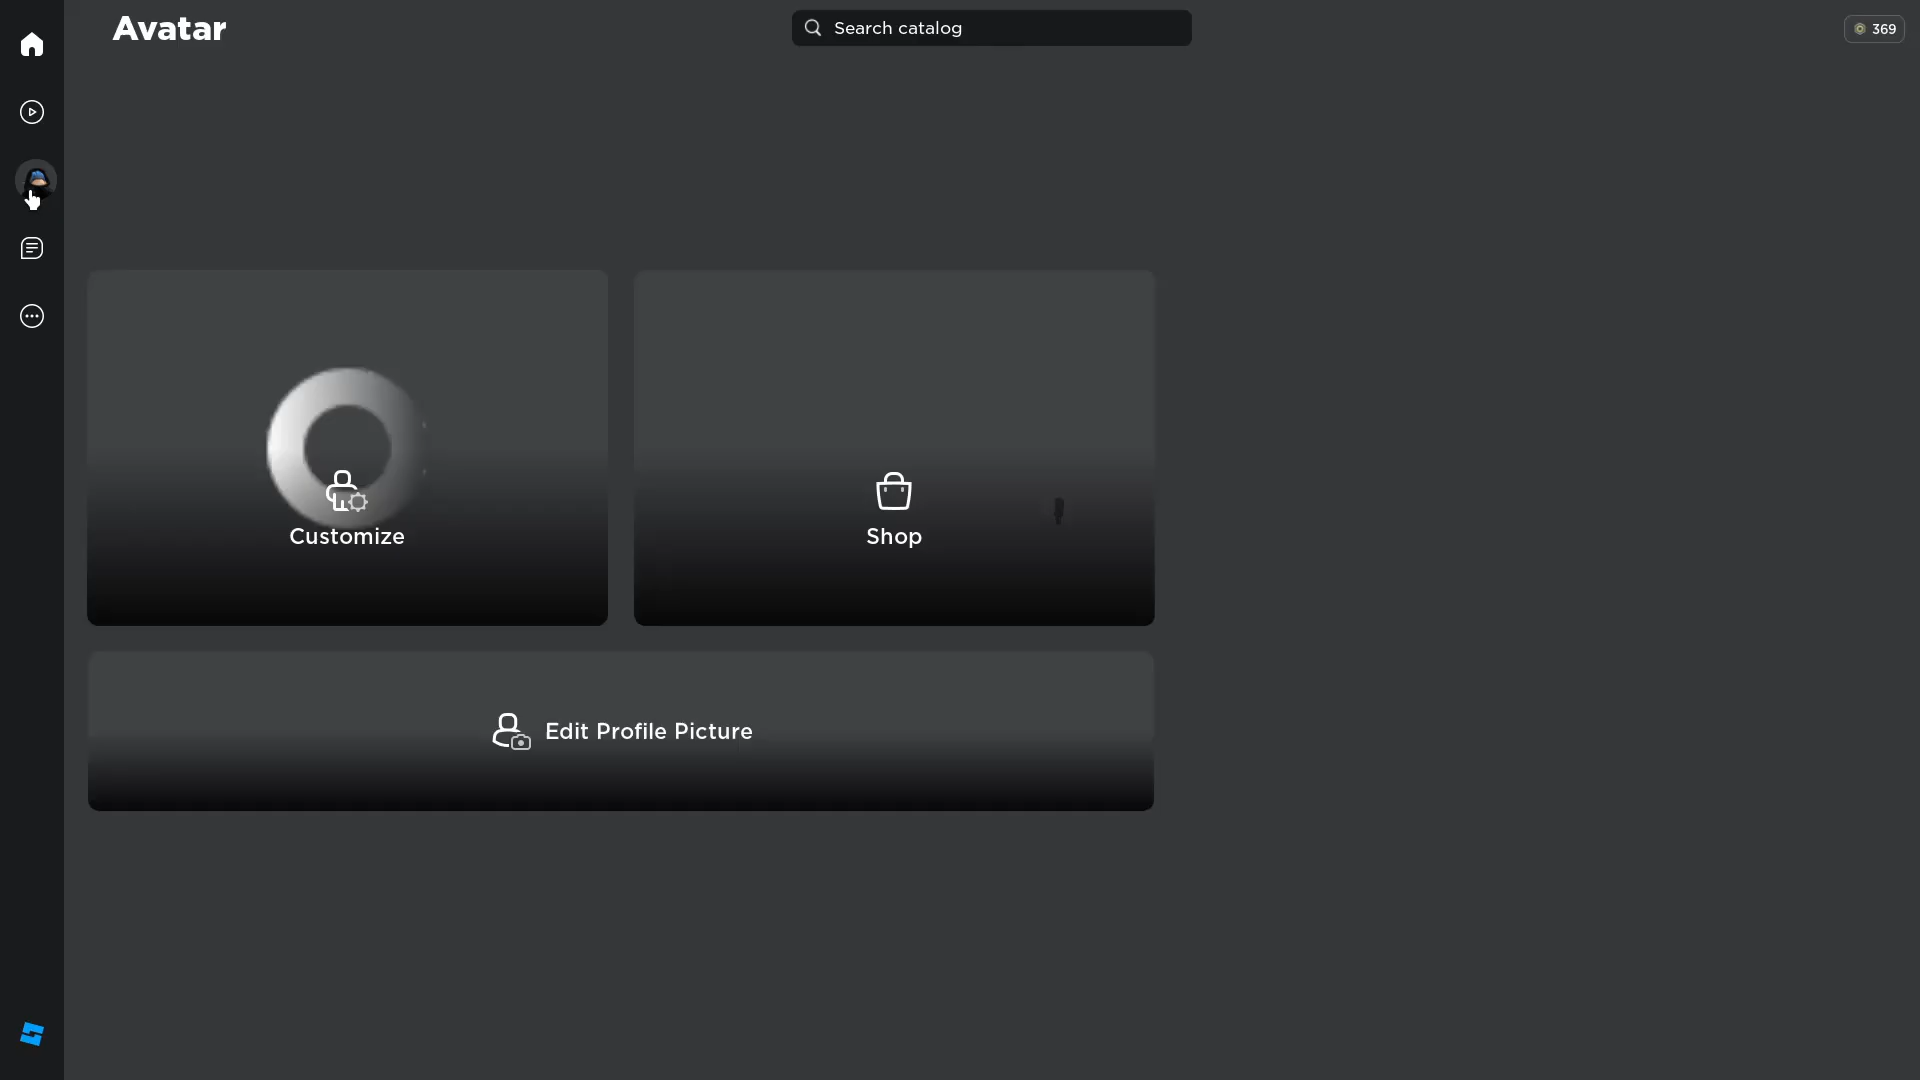 Avatar
Search catalog
369
Customize
Shop
Edit Profile Picture